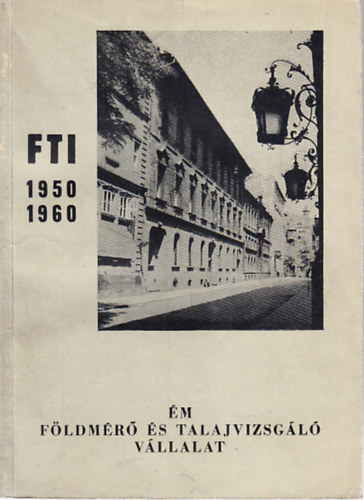 FTI
1950
1960
ÉM
FÖLDMÉRŐ ÉS TALAJVIZSGÁLÓ
VÁLLALAT